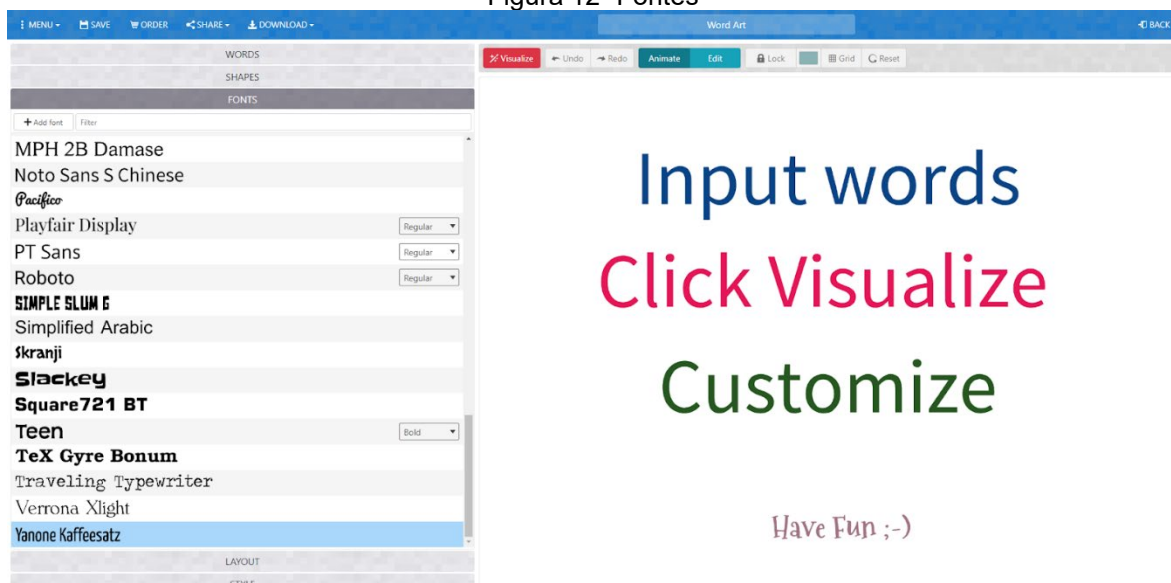 Figura 12- Fontes
MENU SAVE ORDER SHARE DOWNLOAD Word Art BACK
WORDS
SHAPES
FONTS
Visualize Undo Redo Animate Edit Lock Grid Reset
+ Add font Filter
MPH 2B Damase
Noto Sans S Chinese
Pacifico
Playfair Display Regular
PT Sans Regular
Roboto Regular
SIMPLE SLUM G
Simplified Arabic
Skranji
Slackey
Square721 BT
Teen Bold
TeX Gyre Bonum
Traveling Typewriter
Verrona Xlight
Yanone Kaffeesatz
LAYOUT
Input words
Click Visualize
Customize
Have Fun ;-)